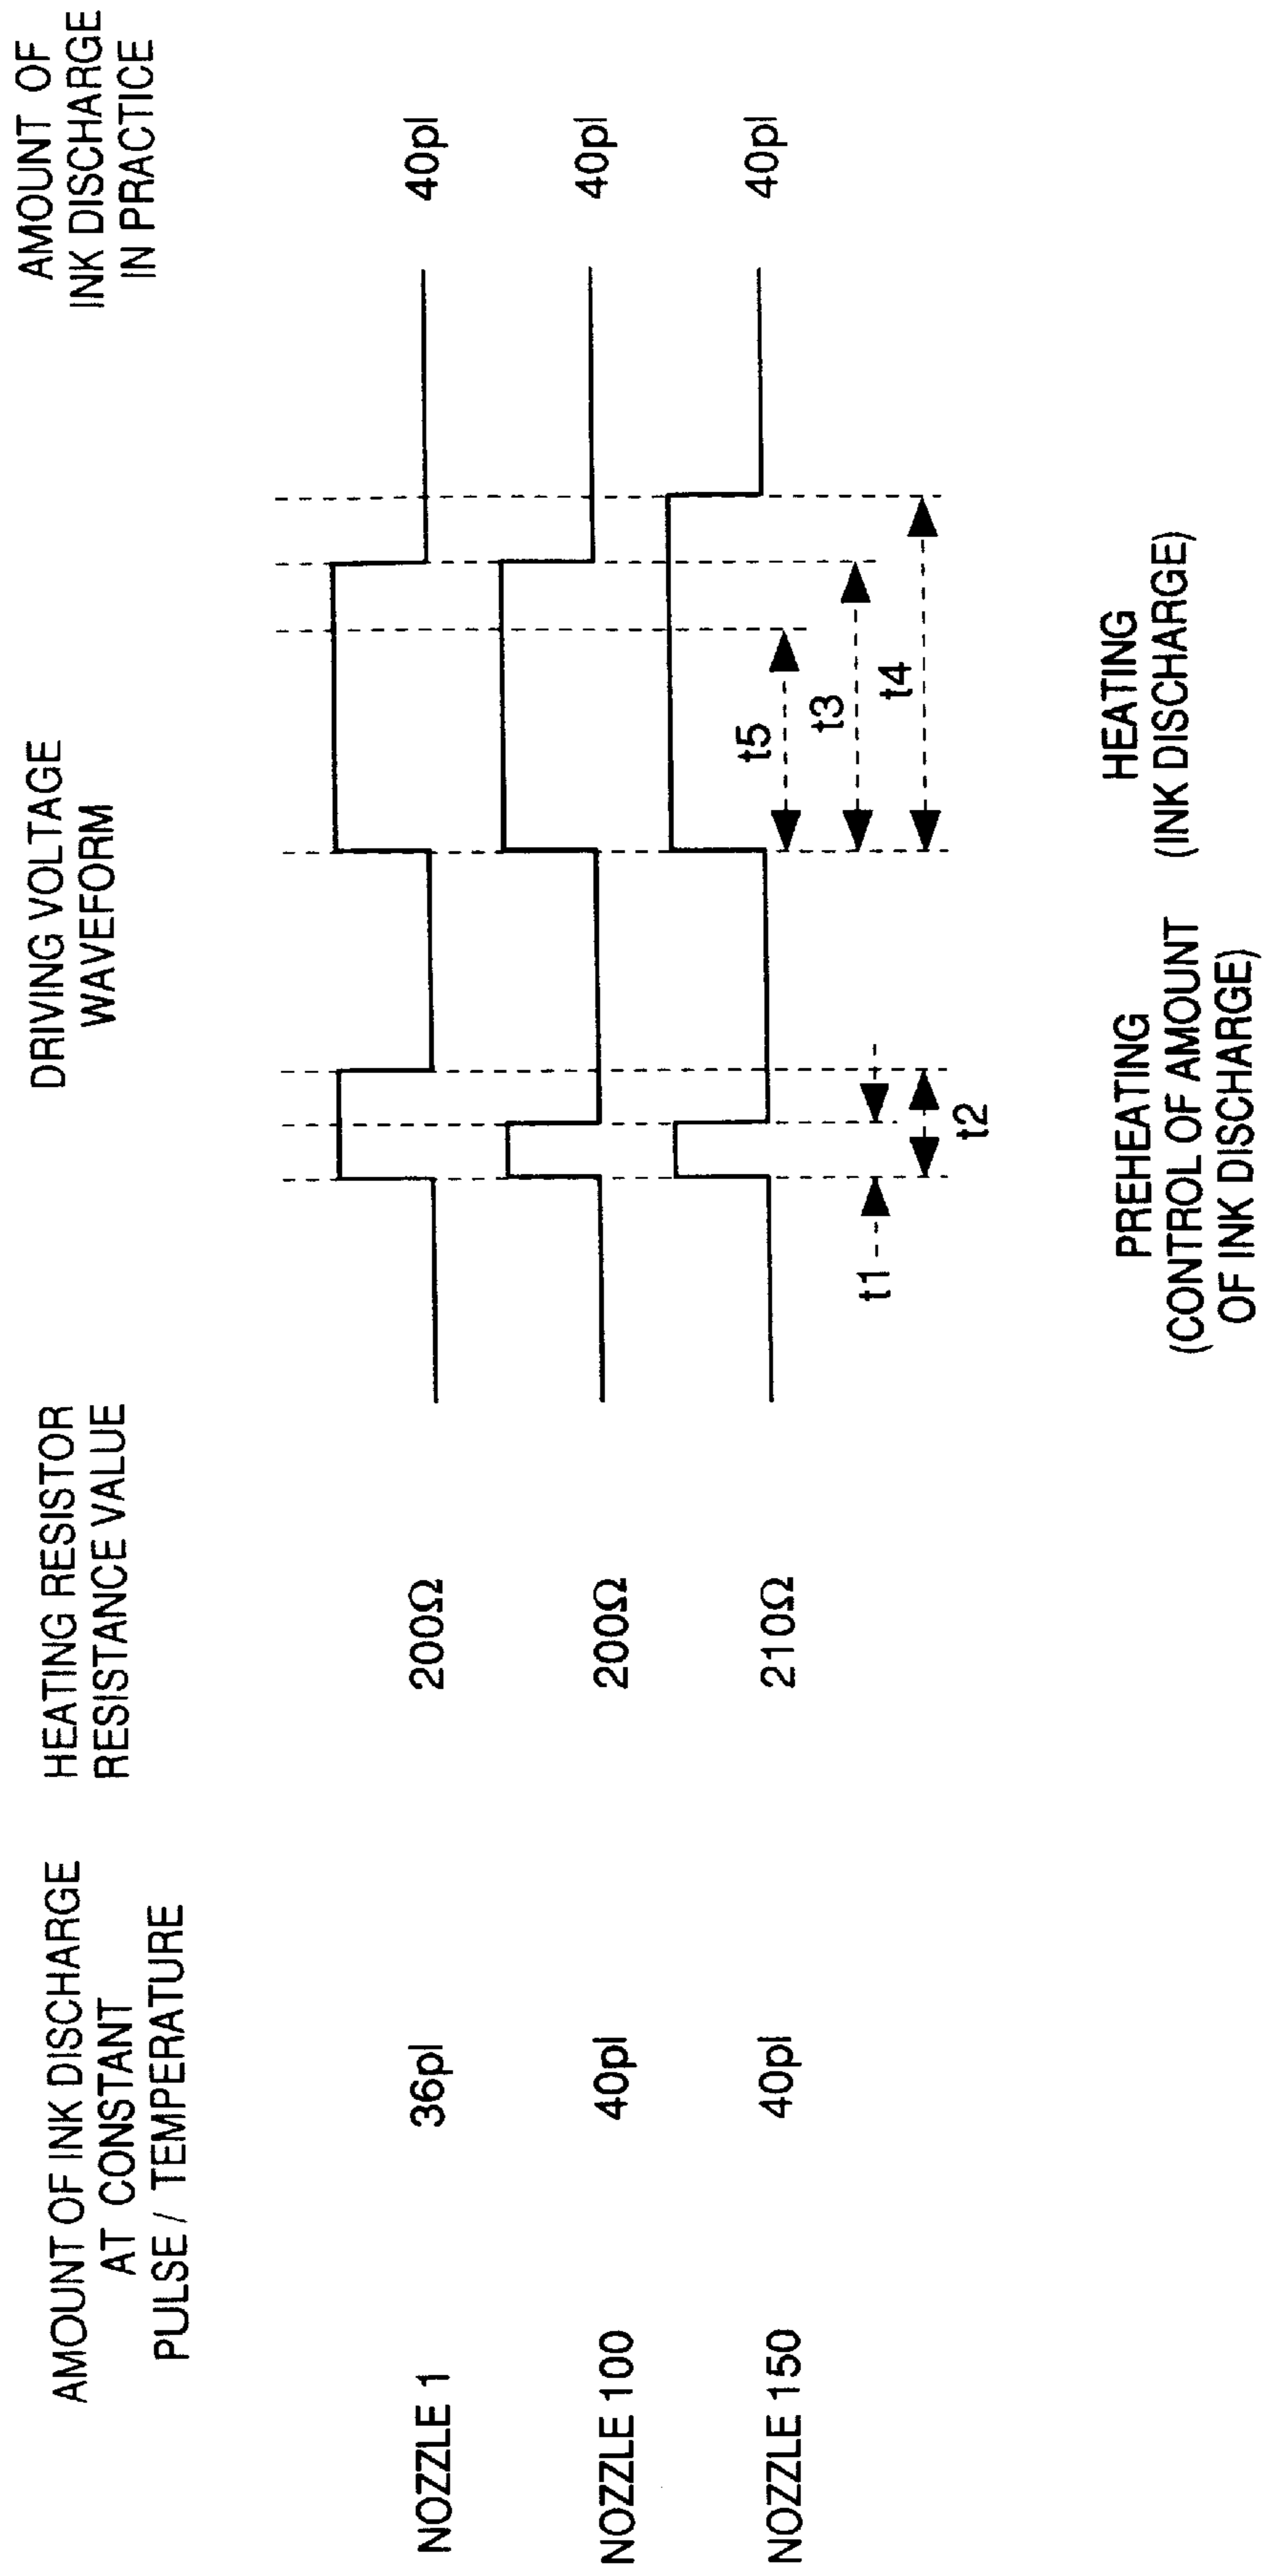 AMOUNT OF INK DISCHARGE
AT CONSTANT
PULSE / TEMPERATURE
HEATING RESISTOR
RESISTANCE VALUE
DRIVING VOLTAGE
WAVEFORM
AMOUNT OF
INK DISCHARGE
IN PRACTICE
NOZZLE 1 36pl 200Ω 40pl
NOZZLE 100 40pl 200Ω 40pl
NOZZLE 150 40pl 210Ω 40pl
t5
t3
t4
t1
t2
PREHEATING
(CONTROL OF AMOUNT
OF INK DISCHARGE)
HEATING
(INK DISCHARGE)